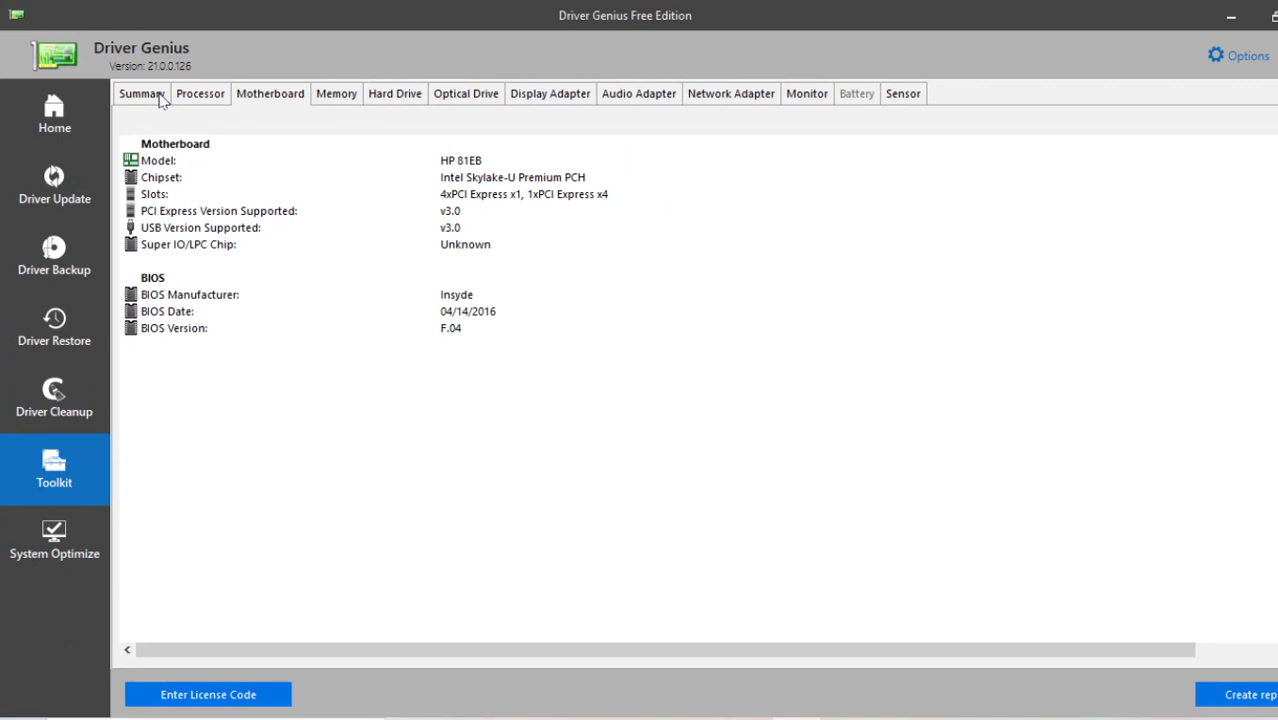 Driver Genius Free Edition
Driver Genius
Version: 21.0.0.126
Options
Summary Processor Motherboard Memory Hard Drive Optical Drive Display Adapter Audio Adapter Network Adapter Monitor Battery Sensor
Home
Driver Update
Driver Backup
Driver Restore
Driver Cleanup
Toolkit
System Optimize
Motherboard
Model: HP 81EB
Chipset: Intel Skylake-U Premium PCH
Slots: 4xPCI Express x1, 1xPCI Express x4
PCI Express Version Supported: v3.0
USB Version Supported: v3.0
Super IO/LPC Chip: Unknown
BIOS
BIOS Manufacturer: Insyde
BIOS Date: 04/14/2016
BIOS Version: F.04
Enter License Code
Create rep